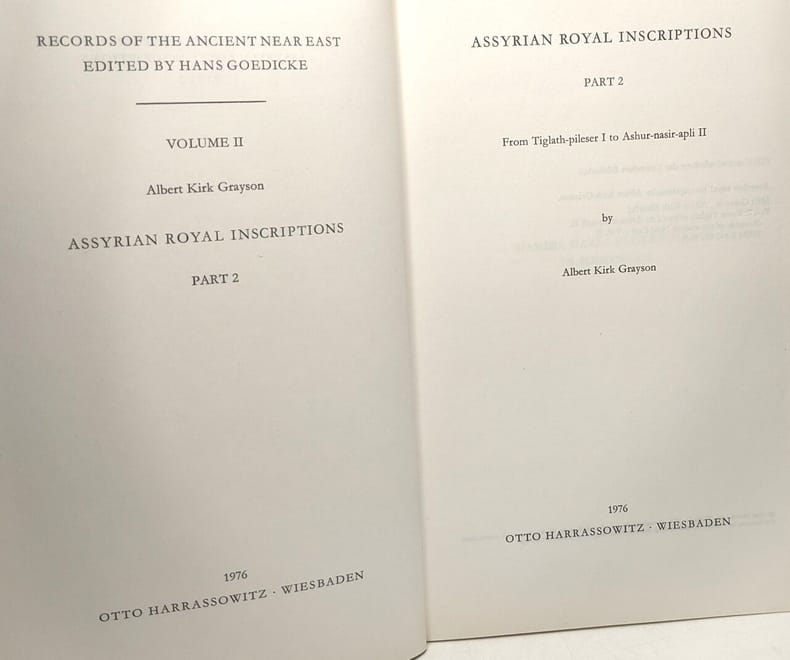 RECORDS OF THE ANCIENT NEAR EAST
EDITED BY HANS GOEDICKE
VOLUME II
Albert Kirk Grayson
ASSYRIAN ROYAL INSCRIPTIONS
PART 2
1976
OTTO HARRASSOWITZ · WIESBADEN
ASSYRIAN ROYAL INSCRIPTIONS
PART 2
From Tiglath-pileser I to Ashur-nasir-apli II
by
Albert Kirk Grayson
1976
OTTO HARRASSOWITZ · WIESBADEN